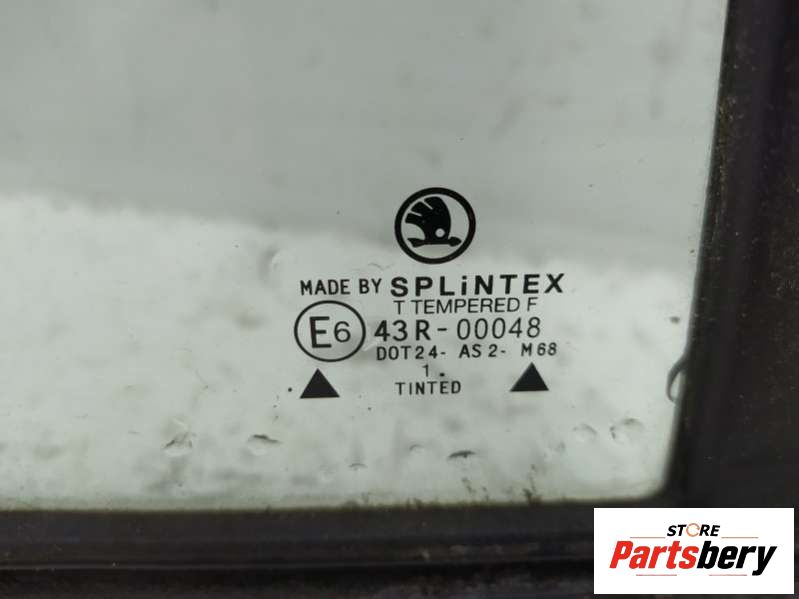 MADE BY SPLiNTEX
T TEMPERED F
E6 43R-00048
DOT24- AS2- M68
1.
TINTED
STORE
Partsbery